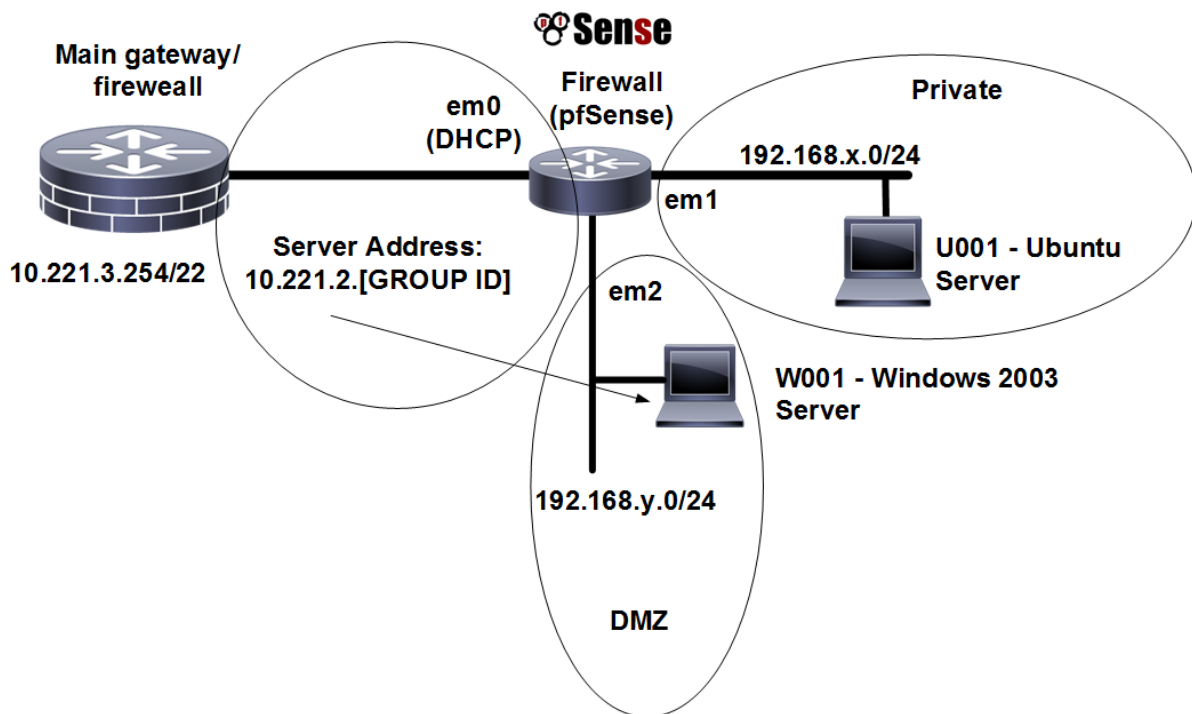 pf Sense
Main gateway/
fireweall
Firewall
(pfSense)
Private
em0
(DHCP)
192.168.x.0/24
em1
Server Address:
10.221.2.[GROUP ID]
10.221.3.254/22
U001 - Ubuntu
Server
em2
W001 - Windows 2003
Server
192.168.y.0/24
DMZ